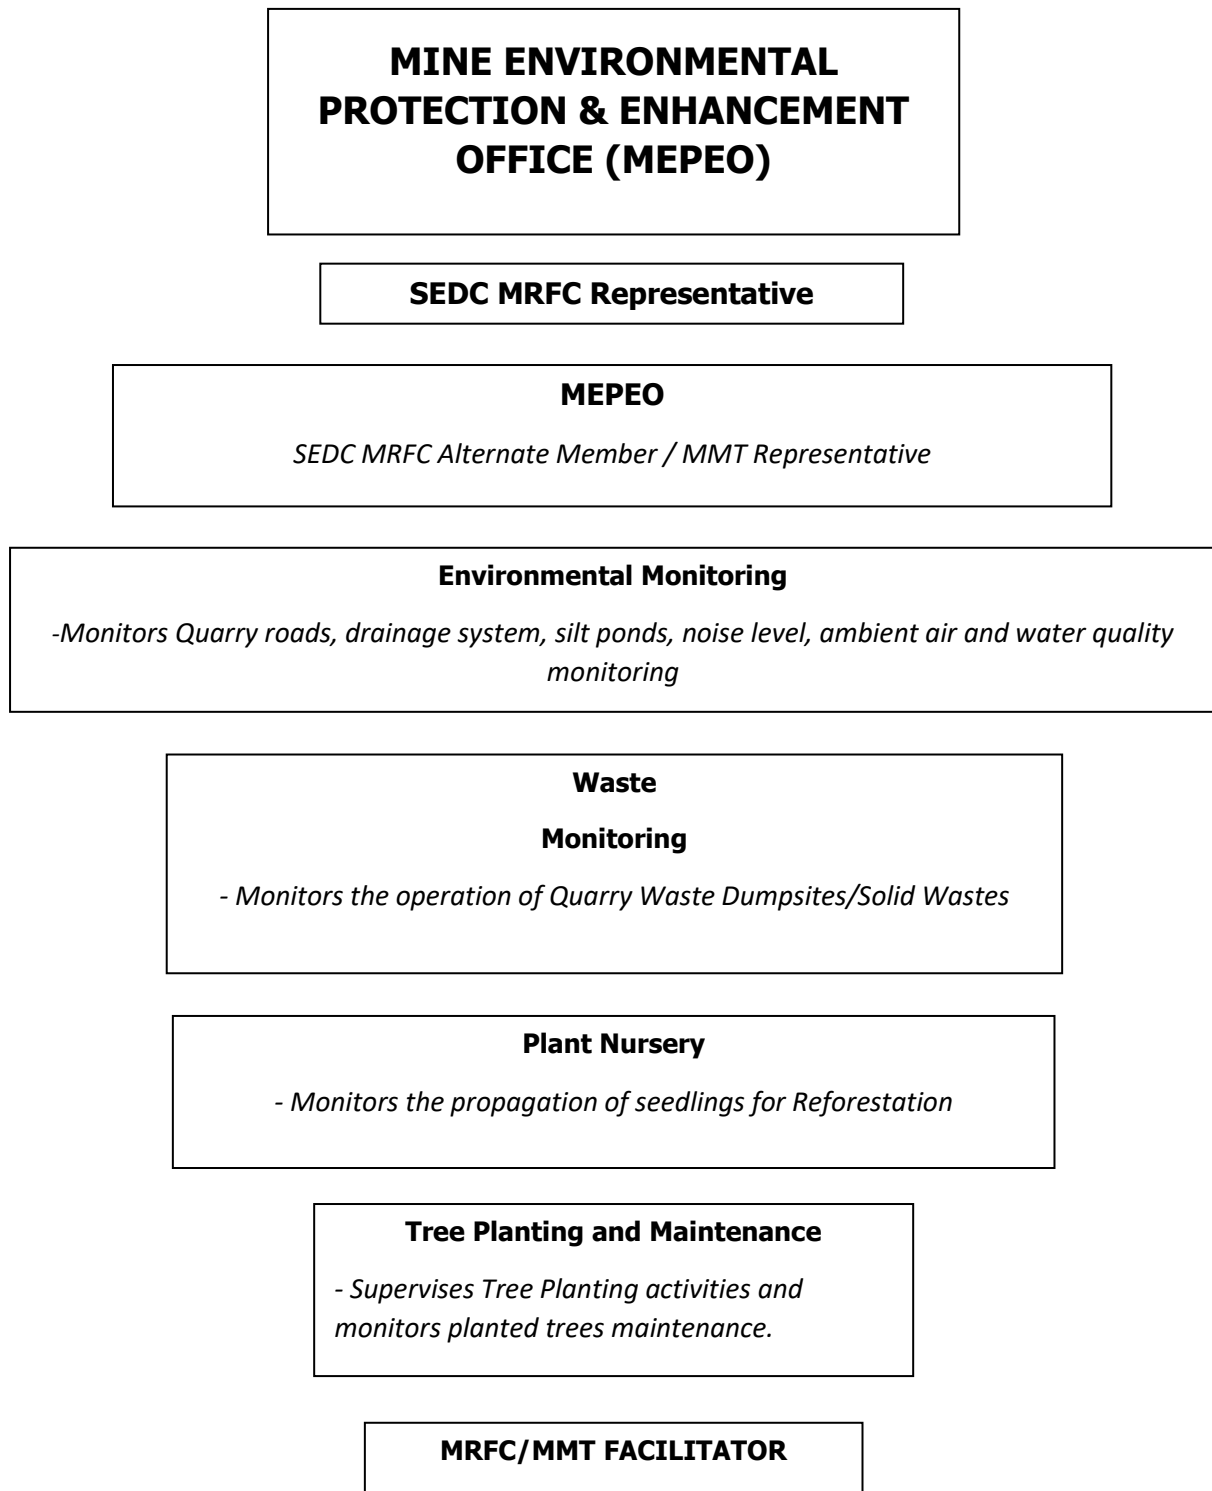 MINE ENVIRONMENTAL
PROTECTION & ENHANCEMENT
OFFICE (MEPEO)
SEDC MRFC Representative
MEPEO
SEDC MRFC Alternate Member / MMT Representative
Environmental Monitoring
-Monitors Quarry roads, drainage system, silt ponds, noise level, ambient air and water quality
monitoring
Waste
Monitoring
- Monitors the operation of Quarry Waste Dumpsites/Solid Wastes
Plant Nursery
- Monitors the propagation of seedlings for Reforestation
Tree Planting and Maintenance
- Supervises Tree Planting activities and
monitors planted trees maintenance.
MRFC/MMT FACILITATOR